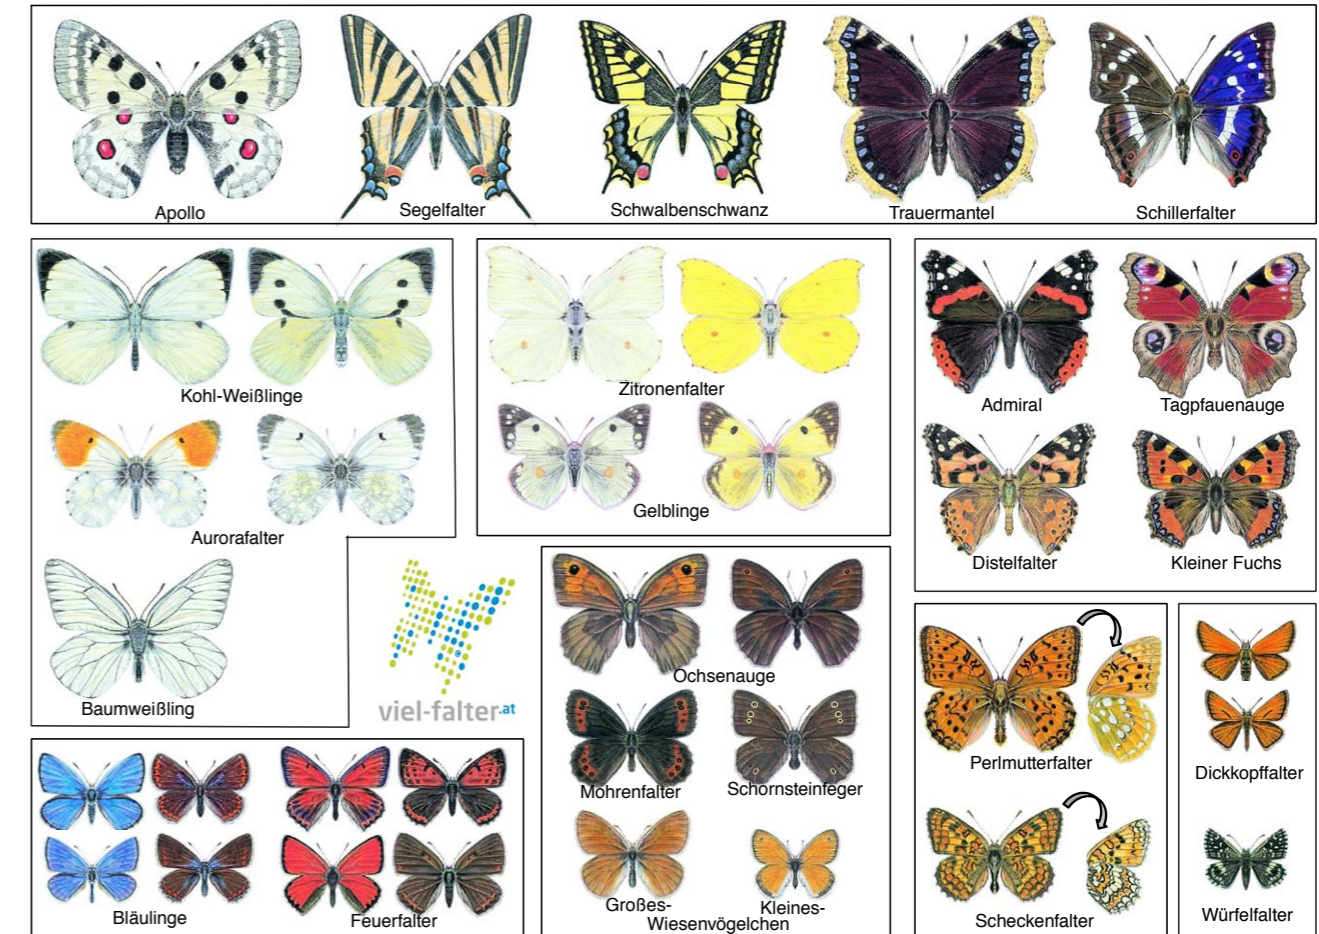 Apollo
Segelfalter
Schwalbenschwanz
Trauermantel
Schillerfalter
Kohl-Weißlinge
Aurorafalter
Baumweißling
Zitronenfalter
Gelblinge
Admiral
Tagpfauenauge
Distelfalter
Kleiner Fuchs
viel-falter.at
Bläulinge
Feuerfalter
Ochsenauge
Mohrenfalter
Schornsteinfeger
Großes-
Kleines-
Wiesenvögelchen
Perlmutterfalter
Scheckenfalter
Dickkopffalter
Würfelfalter